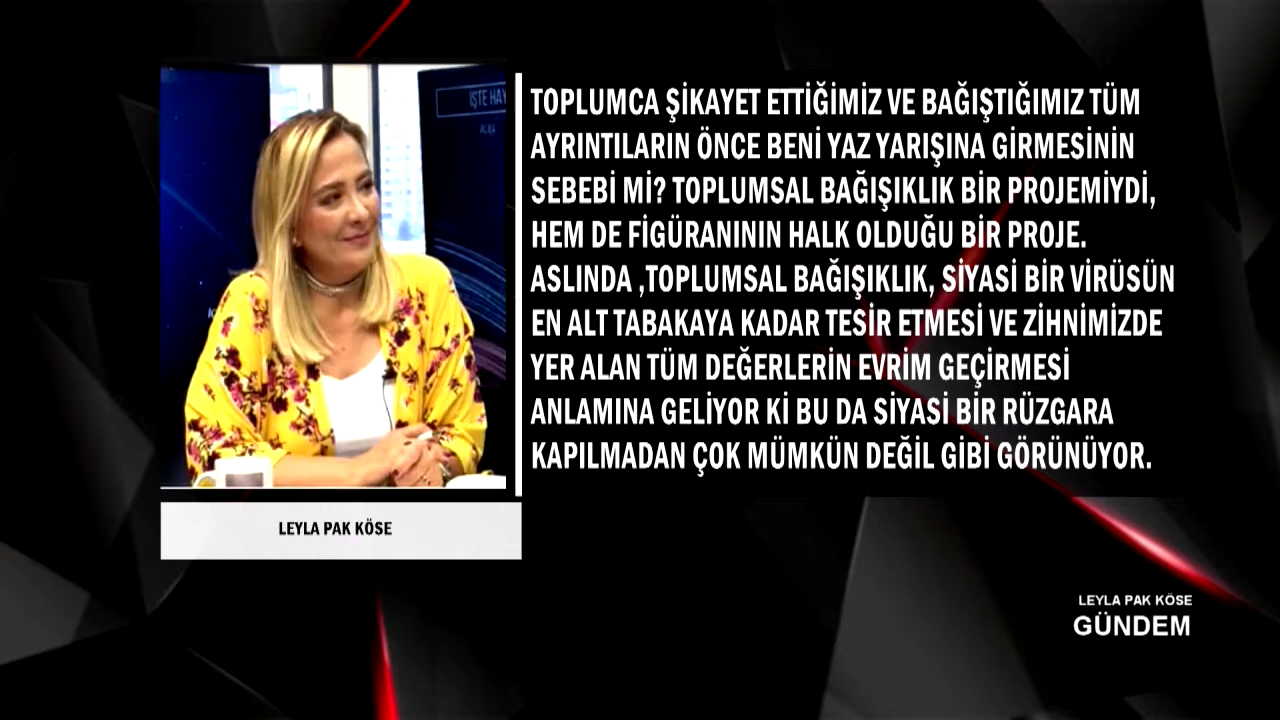 İŞTE HAY
TOPLUMCA ŞİKAYET ETTİĞİMİZ VE BAĞIŞTIĞIMIZ TÜM
AYRINTILARIN ÖNCE BENİ YAZ YARIŞINA GİRMESİNİN
SEBEBİ Mİ? TOPLUMSAL BAĞIŞIKLIK BİR PROJEMİYDİ,
HEM DE FİGÜRANININ HALK OLDUĞU BİR PROJE.
ASLINDA ,TOPLUMSAL BAĞIŞIKLIK, SİYASİ BİR VİRÜSÜN
EN ALT TABAKAYA KADAR TESİR ETMESİ VE ZİHNİMİZDE
YER ALAN TÜM DEĞERLERİN EVRİM GEÇİRMESİ
ANLAMINA GELİYOR Kİ BU DA SİYASİ BİR RÜZGARA
KAPILMADAN ÇOK MÜMKÜN DEĞİL GİBİ GÖRÜNÜYOR.
LEYLA PAK KÖSE
LEYLA PAK KÖSE
GÜNDEM